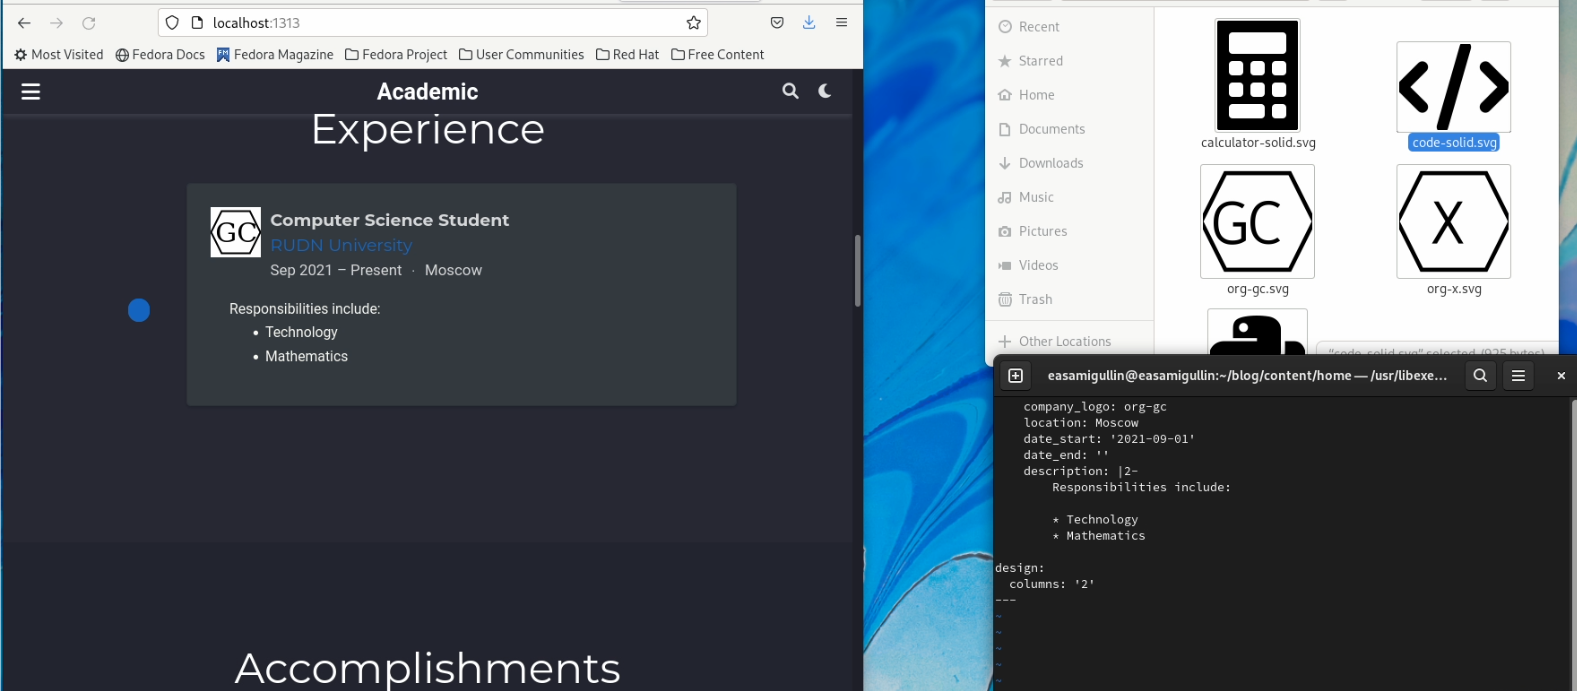 localhost:1313
Most Visited Fedora Docs FM Fedora Magazine Fedora Project User Communities Red Hat Free Content
Academic
Experience
GC
Computer Science Student
RUDN University
Sep 2021 – Present · Moscow
Responsibilities include:
• Technology
• Mathematics
Accomplishments
Recent
Starred
Home
Documents
Downloads
Music
Pictures
Videos
Trash
Other Locations
</>
calculator-solid.svg code-solid.svg
GC X
org-gc.svg org-x.svg
"code-solid.svg" selected (925 bytes)
easamigullin@easamigullin:~/blog/content/home — /usr/libexe...
company_logo: org-gc
location: Moscow
date_start: '2021-09-01'
date_end: ''
description: |2-
Responsibilities include:
* Technology
* Mathematics
design:
columns: '2'
---
~
~
~
~
~